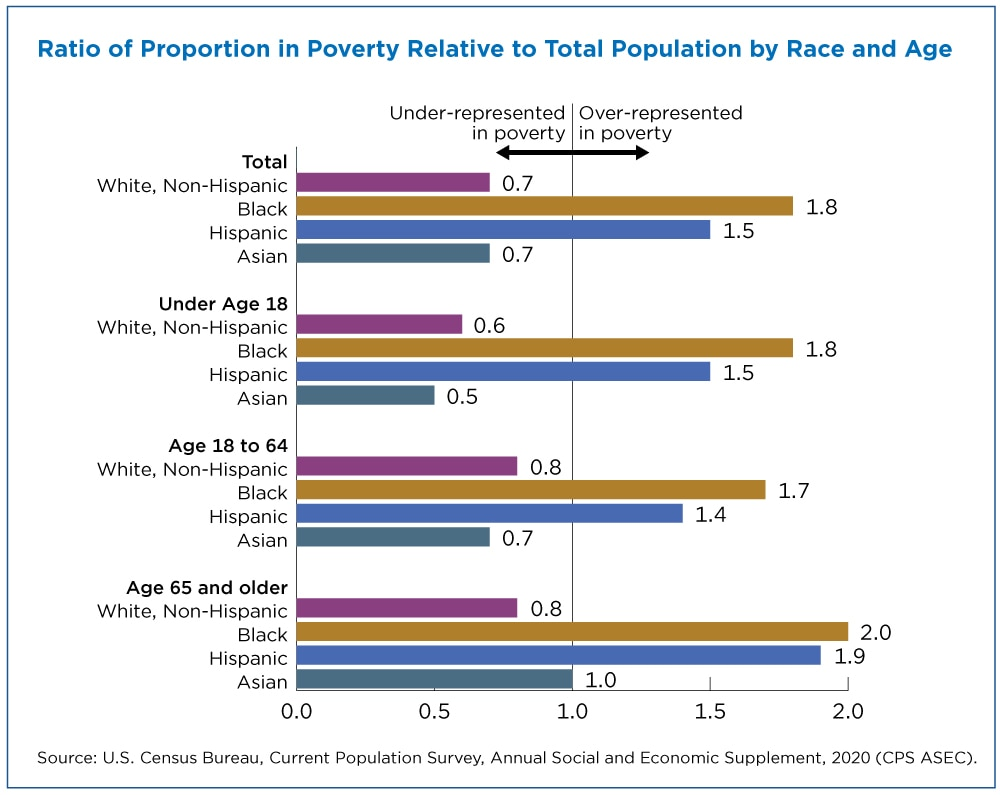 Ratio of Proportion in Poverty Relative to Total Population by Race and Age
Under-represented Over-represented
in poverty in poverty
Total
White, Non-Hispanic 0.7
Black 1.8
Hispanic 1.5
Asian 0.7
Under Age 18
White, Non-Hispanic 0.6
Black 1.8
Hispanic 1.5
Asian 0.5
Age 18 to 64
White, Non-Hispanic 0.8
Black 1.7
Hispanic 1.4
Asian 0.7
Age 65 and older
White, Non-Hispanic 0.8
Black 2.0
Hispanic 1.9
Asian 1.0
0.0 0.5 1.0 1.5 2.0
Source: U.S. Census Bureau, Current Population Survey, Annual Social and Economic Supplement, 2020 (CPS ASEC).